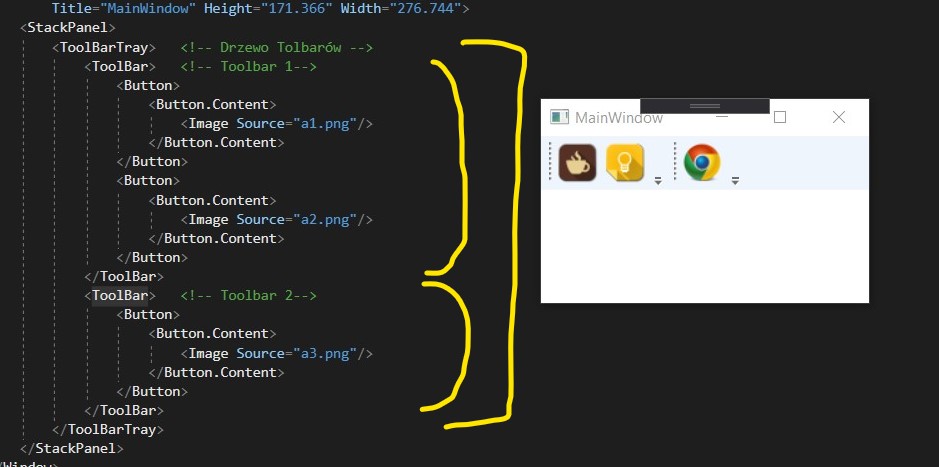 Title="MainWindow" Height="171.366" Width="276.744">
<StackPanel>
<ToolBarTray> <!-- Drzewo Tolbarów -->
<ToolBar> <!-- Toolbar 1-->
<Button>
<Button.Content>
<Image Source="a1.png"/>
</Button.Content>
</Button>
<Button>
<Button.Content>
<Image Source="a2.png"/>
</Button.Content>
</Button>
</ToolBar>
<ToolBar> <!-- Toolbar 2-->
<Button>
<Button.Content>
<Image Source="a3.png"/>
</Button.Content>
</Button>
</ToolBar>
</ToolBarTray>
</StackPanel>
/Window>
MainWindow